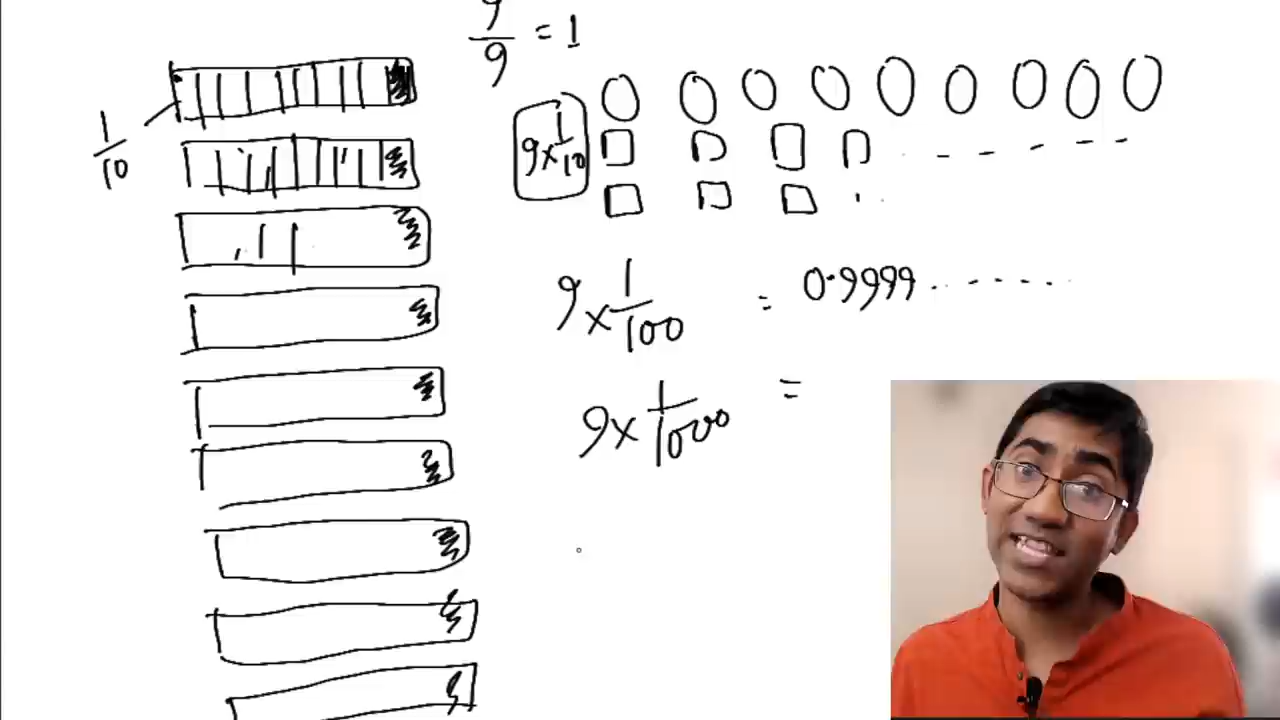 9/9 = 1
1/10
9 × 1/10
9 × 1/100 = 0.9999.......
9 × 1/1000 =